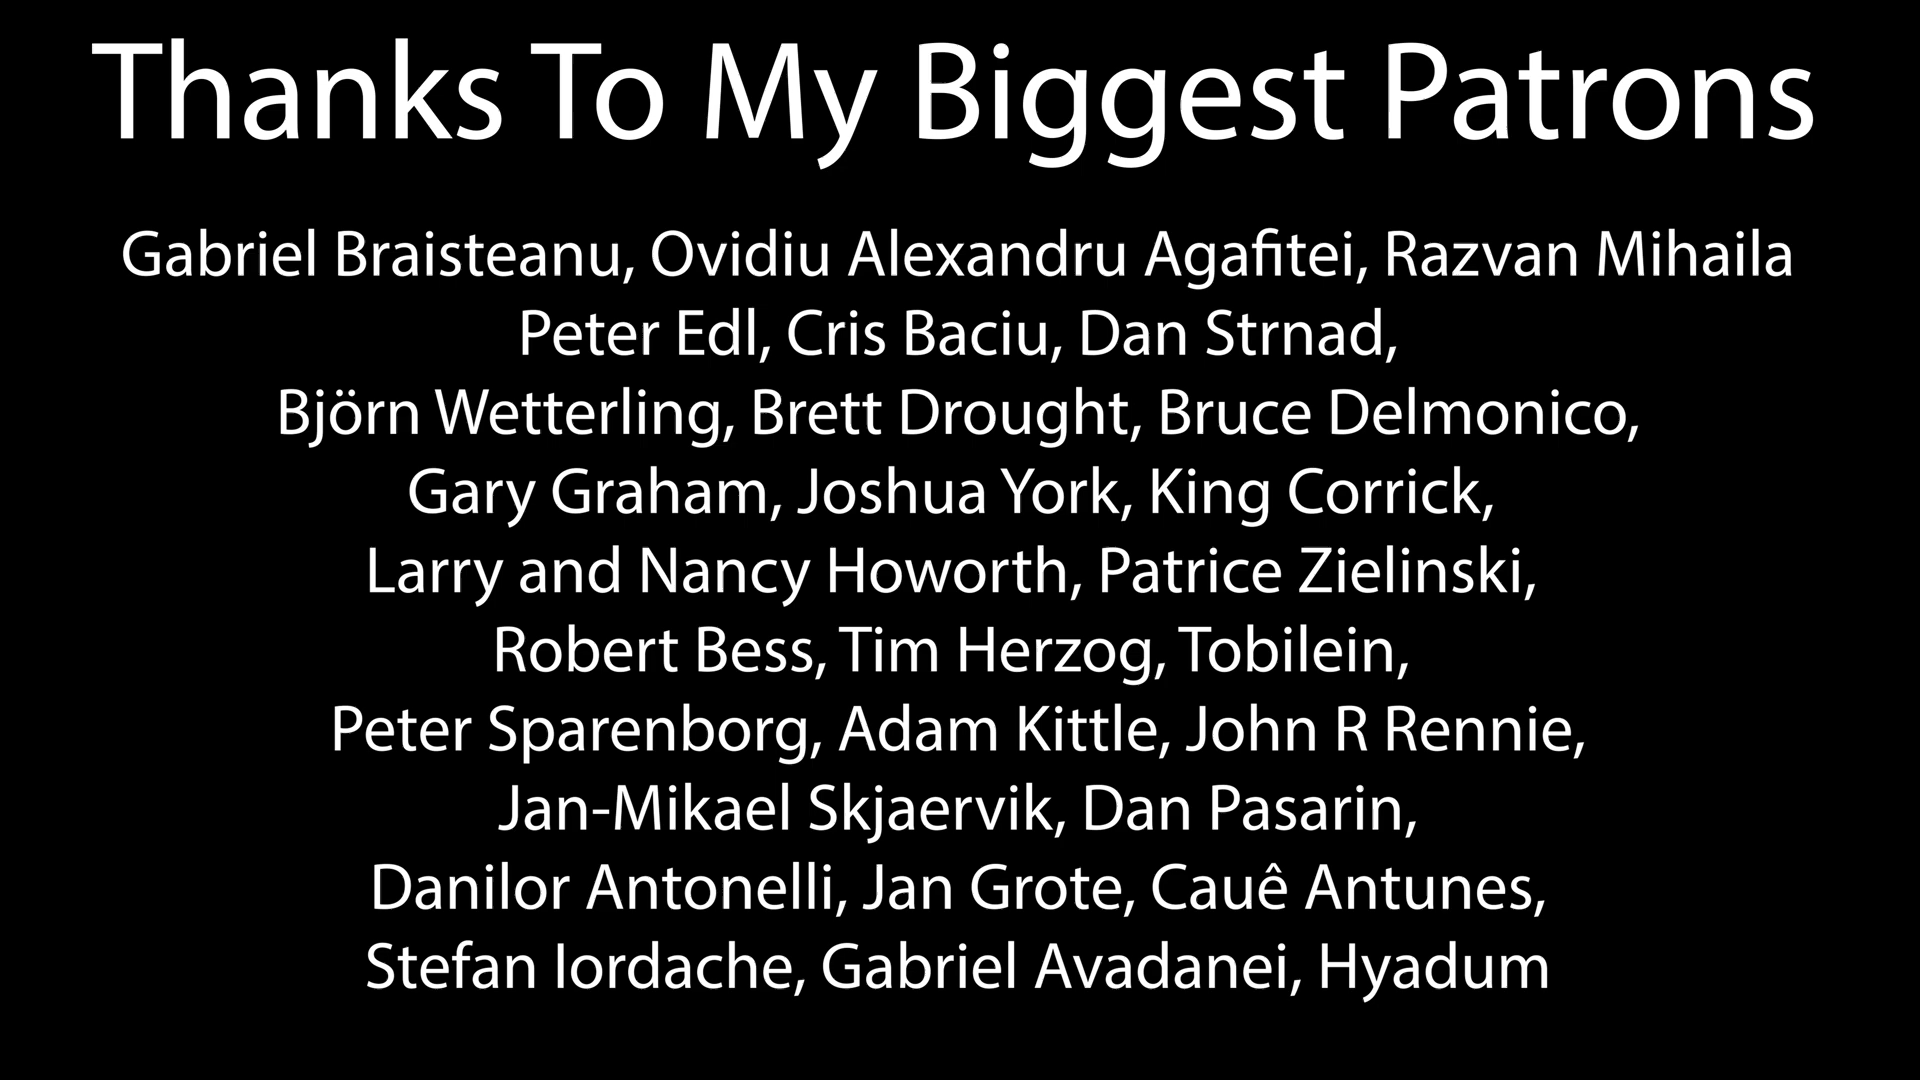 Thanks To My Biggest Patrons
Gabriel Braisteanu, Ovidiu Alexandru Agafitei, Razvan Mihaila
Peter Edl, Cris Baciu, Dan Strnad,
Björn Wetterling, Brett Drought, Bruce Delmonico,
Gary Graham, Joshua York, King Corrick,
Larry and Nancy Howorth, Patrice Zielinski,
Robert Bess, Tim Herzog, Tobilein,
Peter Sparenborg, Adam Kittle, John R Rennie,
Jan-Mikael Skjaervik, Dan Pasarin,
Danilor Antonelli, Jan Grote, Cauê Antunes,
Stefan Iordache, Gabriel Avadanei, Hyadum